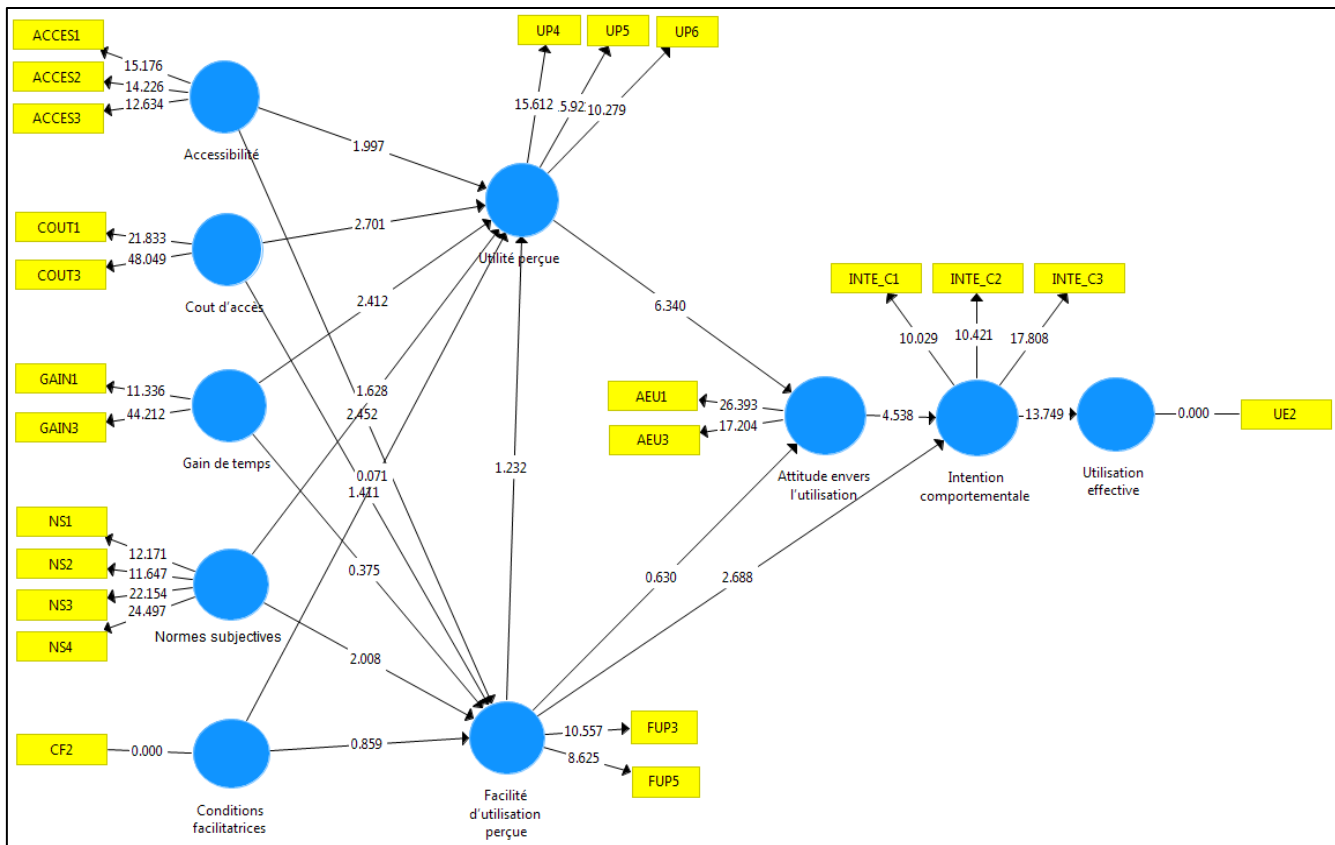 ACCES1
ACCES2
ACCES3
15.176
14.226
12.634
Accessibilité
UP4
UP5
UP6
15.612
5.92
10.279
1.997
COUT1
COUT3
21.833
48.049
Cout d'accès
2.701
Utilité perçue
2.412
6.340
INTE_C1
INTE_C2
INTE_C3
10.029
10.421
17.808
GAIN1
GAIN3
11.336
44.212
Gain de temps
1.628
2.452
AEU1
AEU3
26.393
17.204
4.538
13.749
0.000
UE2
Attitude envers
l'utilisation
Intention
comportementale
Utilisation
effective
0.071
1.411
1.232
NS1
NS2
NS3
NS4
12.171
11.647
22.154
24.497
Normes subjectives
0.375
0.630
2.688
2.008
CF2
0.000
0.859
Conditions
facilitatrices
10.557
8.625
FUP3
FUP5
Facilité
d'utilisation
perçue